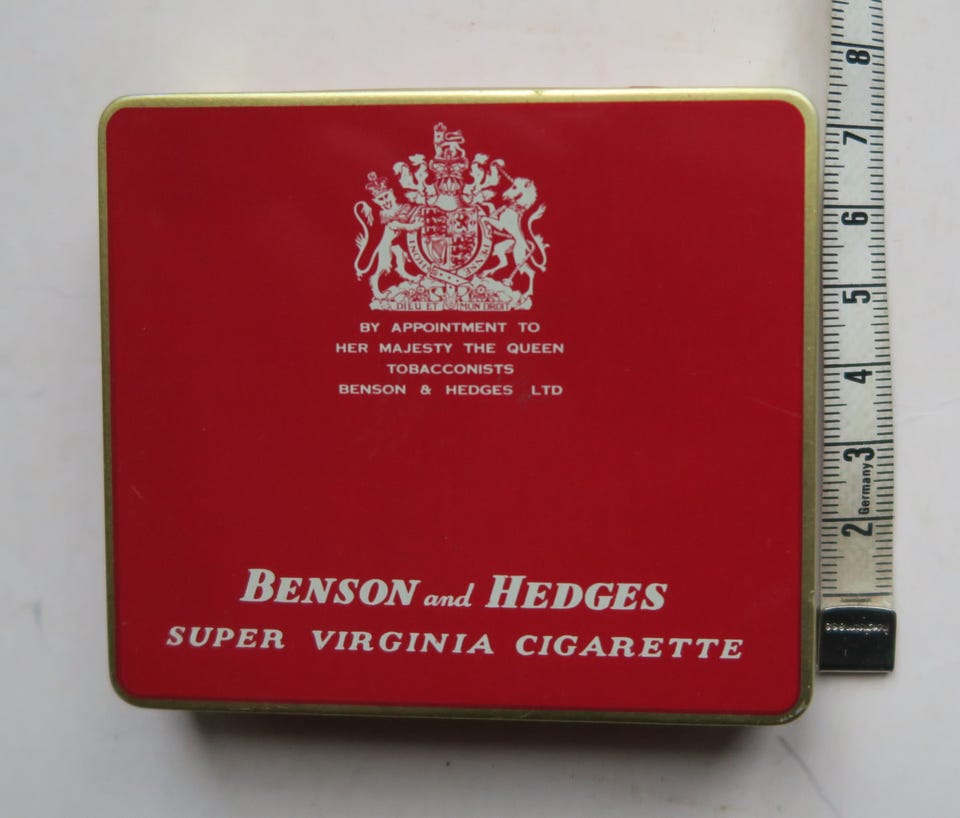 DIEU ET MON DROIT
BY APPOINTMENT TO
HER MAJESTY THE QUEEN
TOBACCONISTS
BENSON & HEDGES LTD
BENSON and HEDGES
SUPER VIRGINIA CIGARETTE
8
7
6
5
4
3
Germany
2